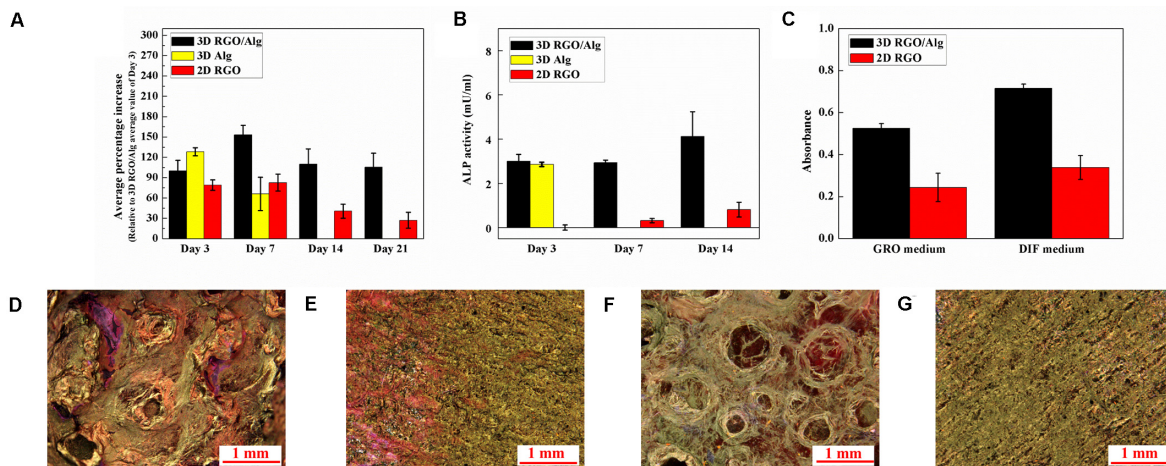 A
Average percentage increase
(Relative to 3D RGO/Alg average value of Day 3)
300
270
240
210
180
150
120
90
60
30
0
3D RGO/Alg
3D Alg
2D RGO
Day 3 Day 7 Day 14 Day 21
B
ALP activity (mU/ml)
8
6
4
2
0
3D RGO/Alg
3D Alg
2D RGO
Day 3 Day 7 Day 14
C
Absorbance
1.0
0.8
0.6
0.4
0.2
0.0
3D RGO/Alg
2D RGO
GRO medium DIF medium
D
1 mm
E
1 mm
F
1 mm
G
1 mm